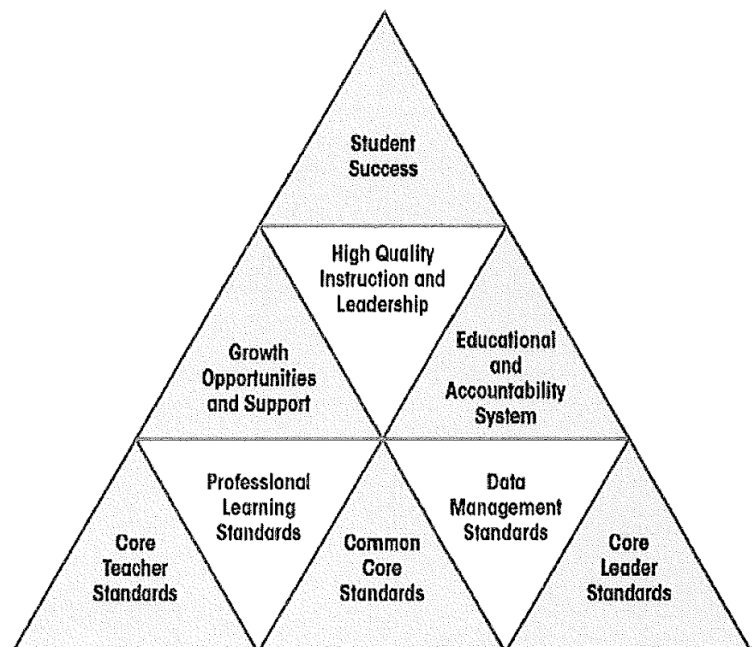 Student
Success
High Quality
Instruction and
Leadership
Growth
Opportunities
and Support
Educational
and
Accountability
System
Core
Teacher
Standards
Professional
Learning
Standards
Common
Core
Standards
Data
Management
Standards
Core
Leader
Standards